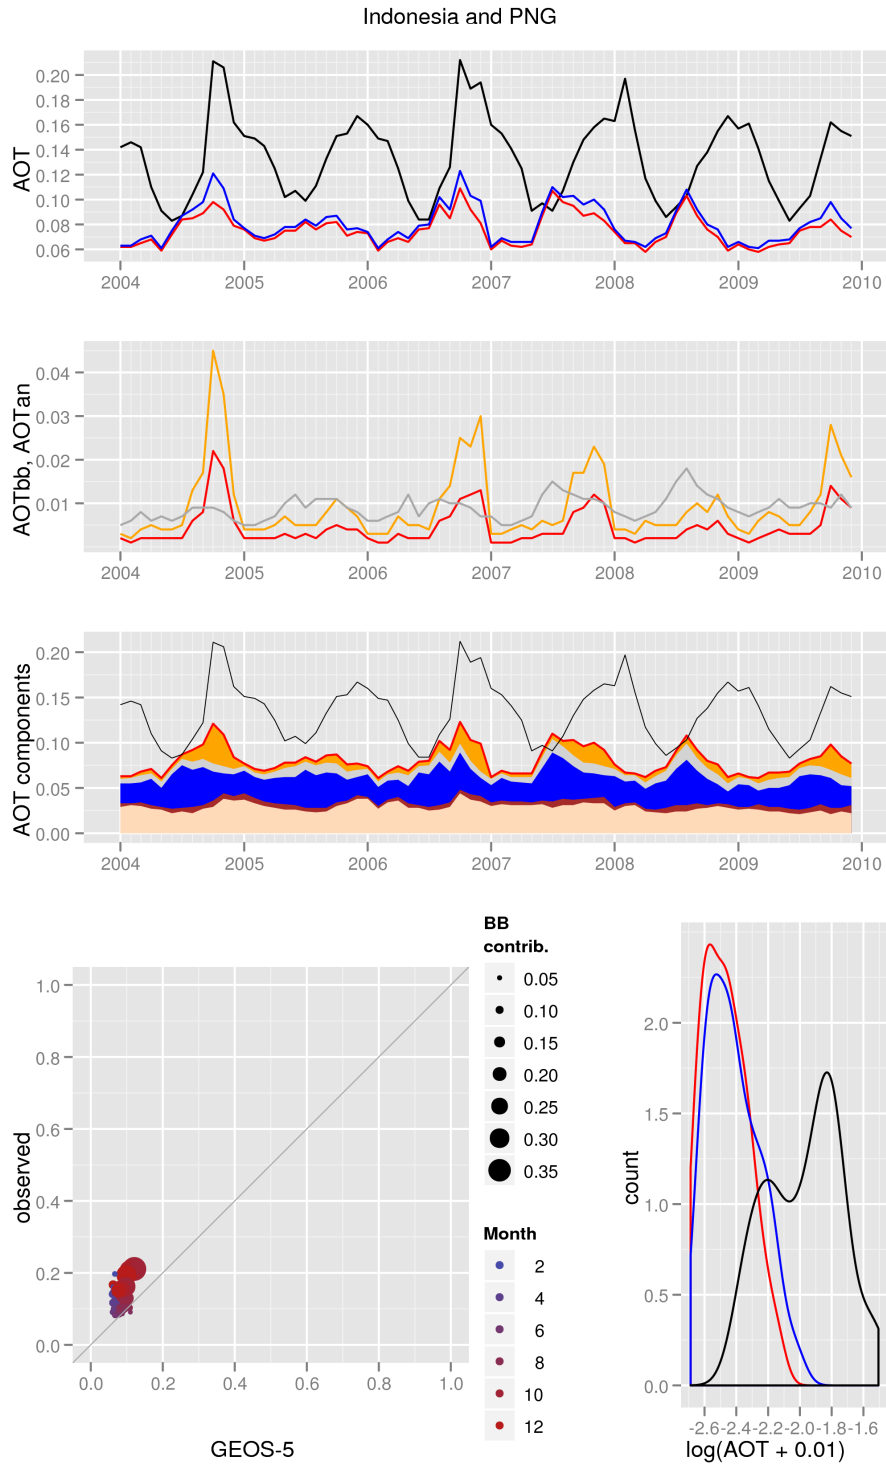 Indonesia and PNG
AOT
0.20
0.18
0.16
0.14
0.12
0.10
0.08
0.06
2004 2005 2006 2007 2008 2009 2010
AOTbb, AOTan
0.04
0.03
0.02
0.01
2004 2005 2006 2007 2008 2009 2010
AOT components
0.20
0.15
0.10
0.05
0.00
2004 2005 2006 2007 2008 2009 2010
observed
1.0
0.8
0.6
0.4
0.2
0.0
0.0 0.2 0.4 0.6 0.8 1.0
GEOS-5
BB
contrib.
0.05
0.10
0.15
0.20
0.25
0.30
0.35
Month
2
4
6
8
10
12
count
2.0
1.5
1.0
0.5
0.0
-2.6 -2.4 -2.2 -2.0 -1.8 -1.6
log(AOT + 0.01)